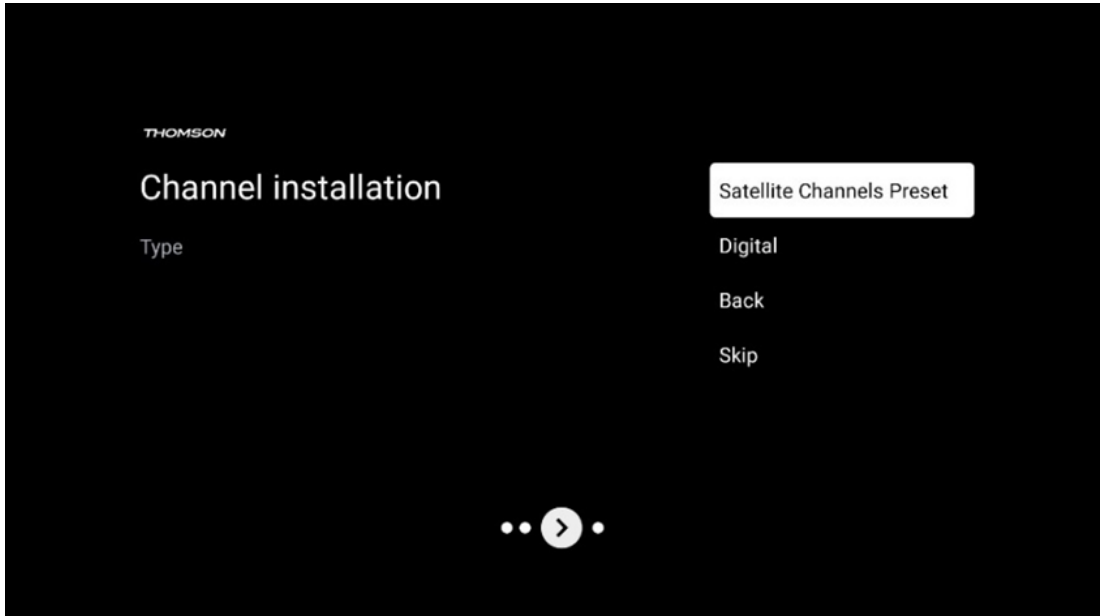 THOMSON
Channel installation
Type
Satellite Channels Preset
Digital
Back
Skip